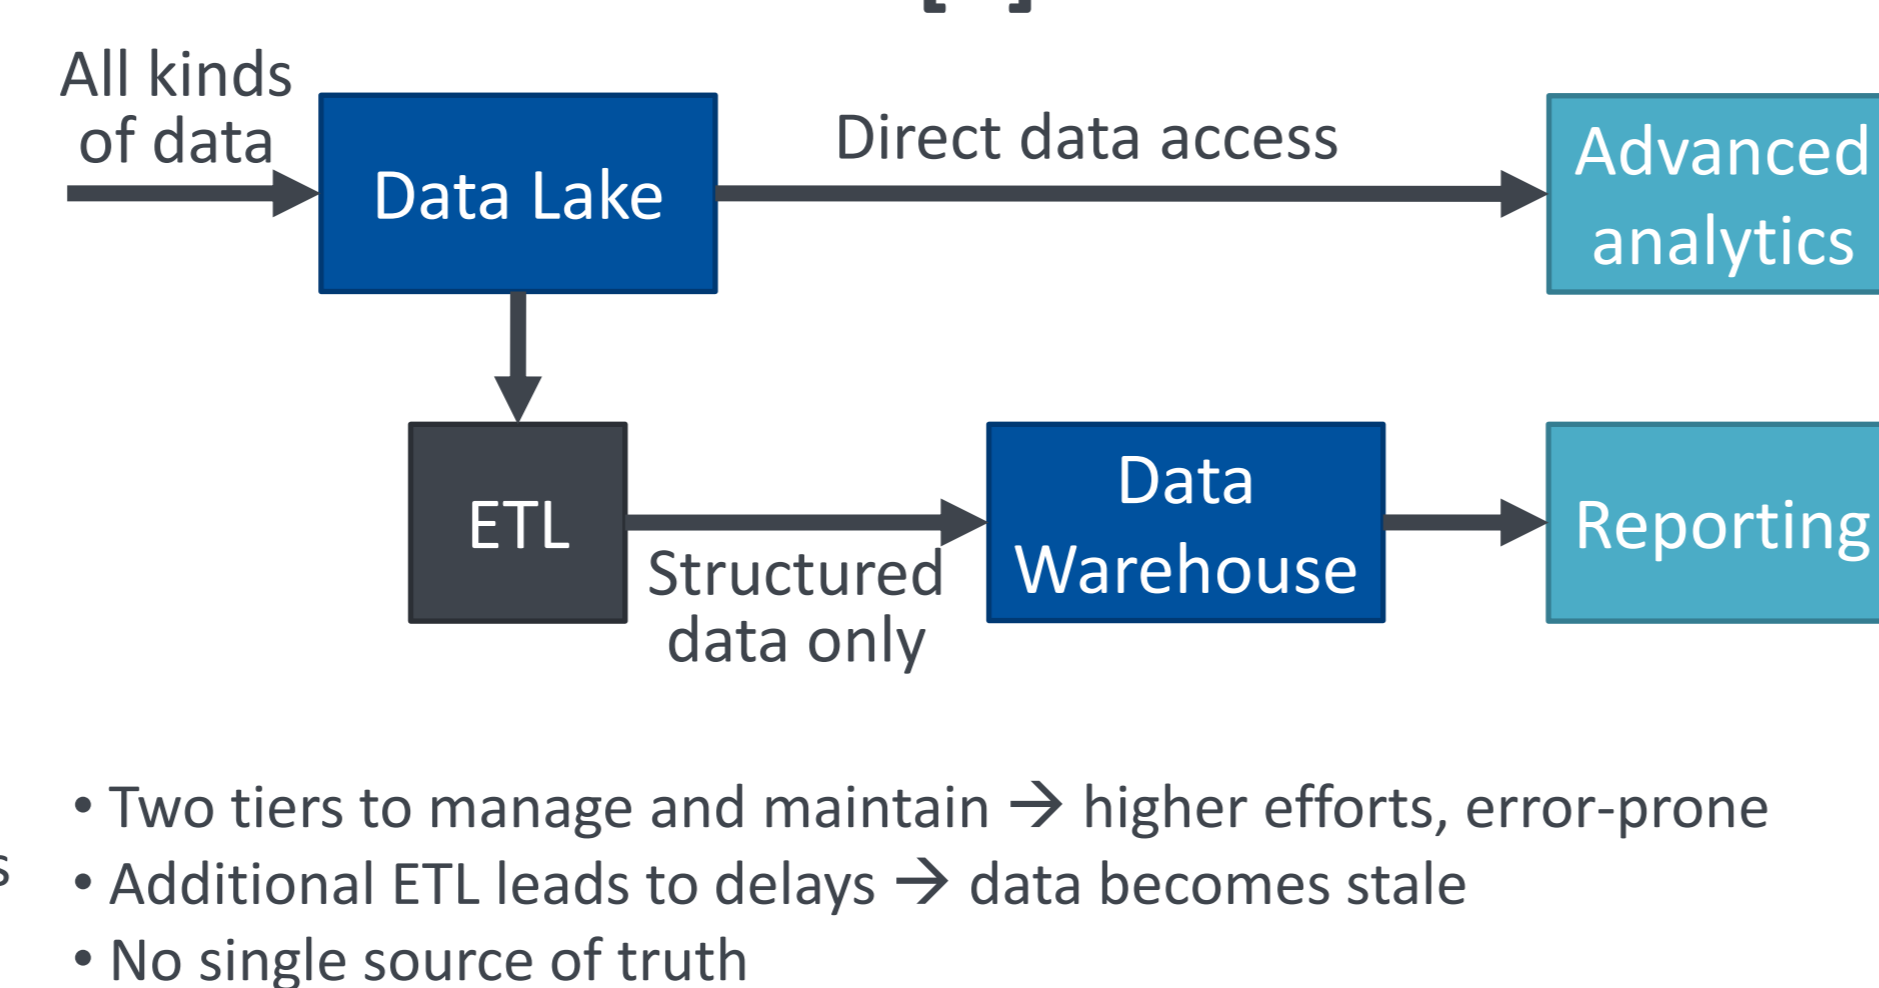 All kinds
of data
Data Lake
Direct data access
Advanced
analytics
ETL
Structured
data only
Data
Warehouse
Reporting
• Two tiers to manage and maintain → higher efforts, error-prone
• Additional ETL leads to delays → data becomes stale
• No single source of truth